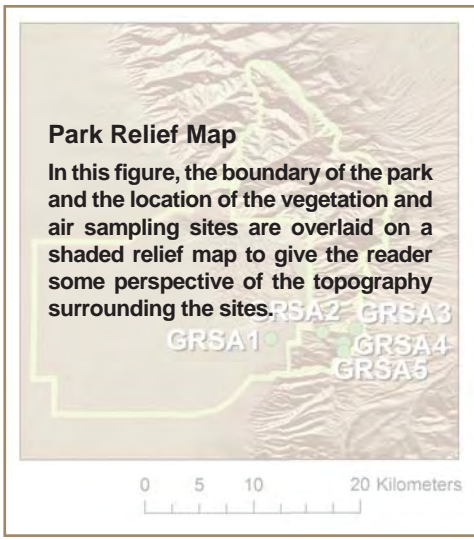 Park Relief Map
In this figure, the boundary of the park
and the location of the vegetation and
air sampling sites are overlaid on a
shaded relief map to give the reader
some perspective of the topography
surrounding the sites.
GRSA2 GRSA3
GRSA1 GRSA4
GRSA5
0 5 10 20 Kilometers